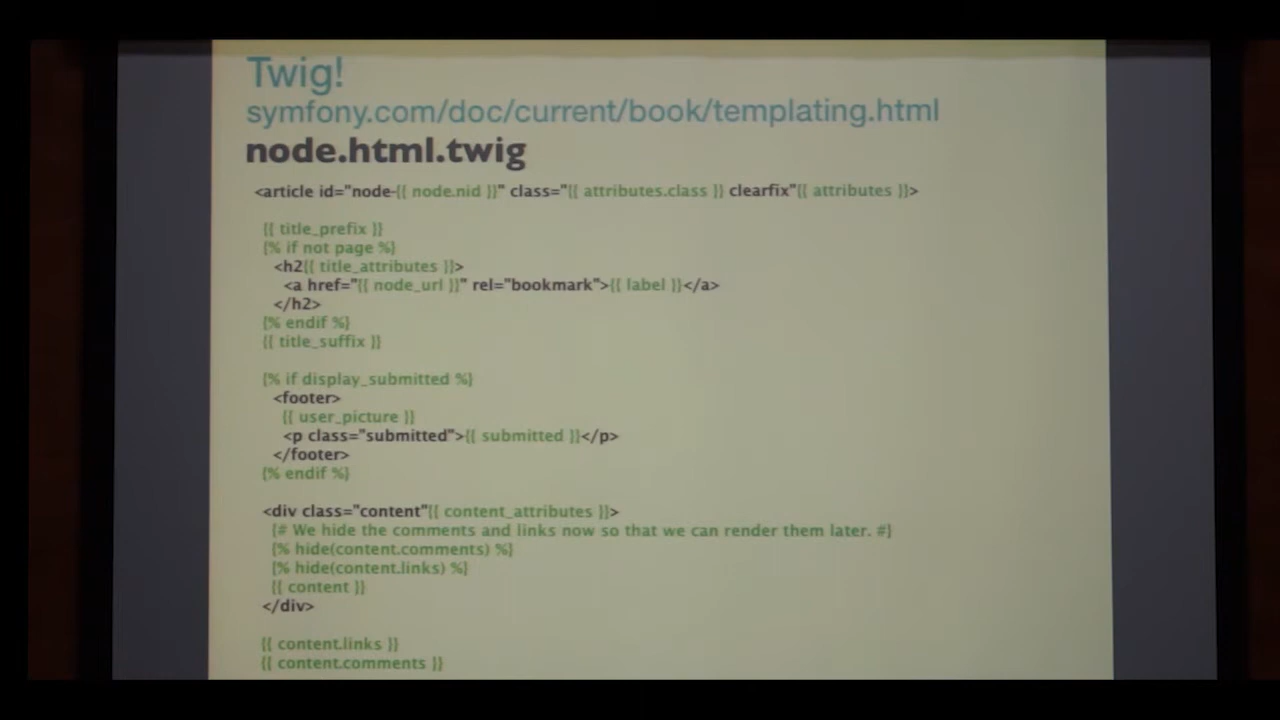 Twig!
symfony.com/doc/current/book/templating.html
node.html.twig
<article id="node-{{ node.nid }}" class="{{ attributes.class }} clearfix"{{ attributes }}>
{{ title_prefix }}
{% if not page %}
<h2{{ title_attributes }}>
<a href="{{ node_url }}" rel="bookmark">{{ label }}</a>
</h2>
{% endif %}
{{ title_suffix }}
{% if display_submitted %}
<footer>
{{ user_picture }}
<p class="submitted">{{ submitted }}</p>
</footer>
{% endif %}
<div class="content"{{ content_attributes }}>
{# We hide the comments and links now so that we can render them later. #}
{% hide(content.comments) %}
{% hide(content.links) %}
{{ content }}
</div>
{{ content.links }}
{{ content.comments }}